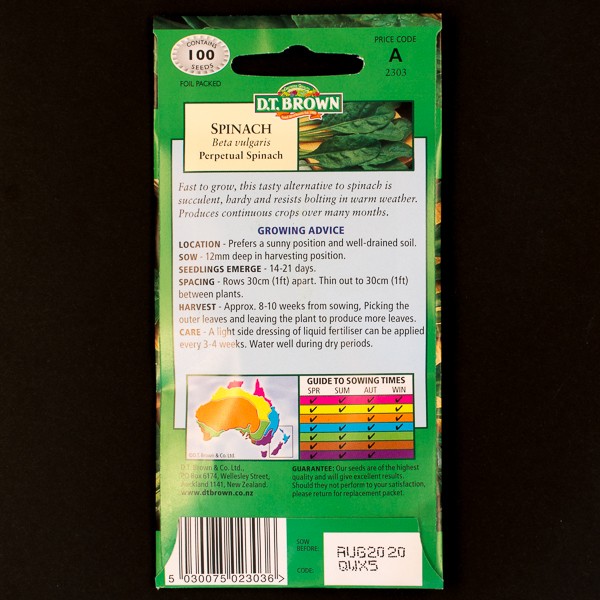 CONTAINS
100
SEEDS
FOIL PACKED
PRICE CODE
A
2303
D.T. BROWN
SPINACH
Beta vulgaris
Perpetual Spinach
Fast to grow, this tasty alternative to spinach is
succulent, hardy and resists bolting in warm weather.
Produces continuous crops over many months.
GROWING ADVICE
LOCATION - Prefers a sunny position and well-drained soil.
SOW - 12mm deep in harvesting position.
SEEDLINGS EMERGE - 14-21 days.
SPACING - Rows 30cm (1ft) apart. Thin out to 30cm (1ft)
between plants.
HARVEST - Approx. 8-10 weeks from sowing, Picking the
outer leaves and leaving the plant to produce more leaves.
CARE - A light side dressing of liquid fertiliser can be applied
every 3-4 weeks. Water well during dry periods.
GUIDE TO SOWING TIMES
SPR SUM AUT WIN
©D.T. Brown & Co. Ltd.
D.T. Brown & Co. Ltd.,
PO Box 6174, Wellesley Street,
Auckland 1141, New Zealand.
www.dtbrown.co.nz
GUARANTEE: Our seeds are of the highest
quality and will give excellent results.
Should they not perform to your satisfaction,
please return for replacement packet.
SOW
BEFORE:
AUG2020
CODE:
QWX5
5 030075 023036 >